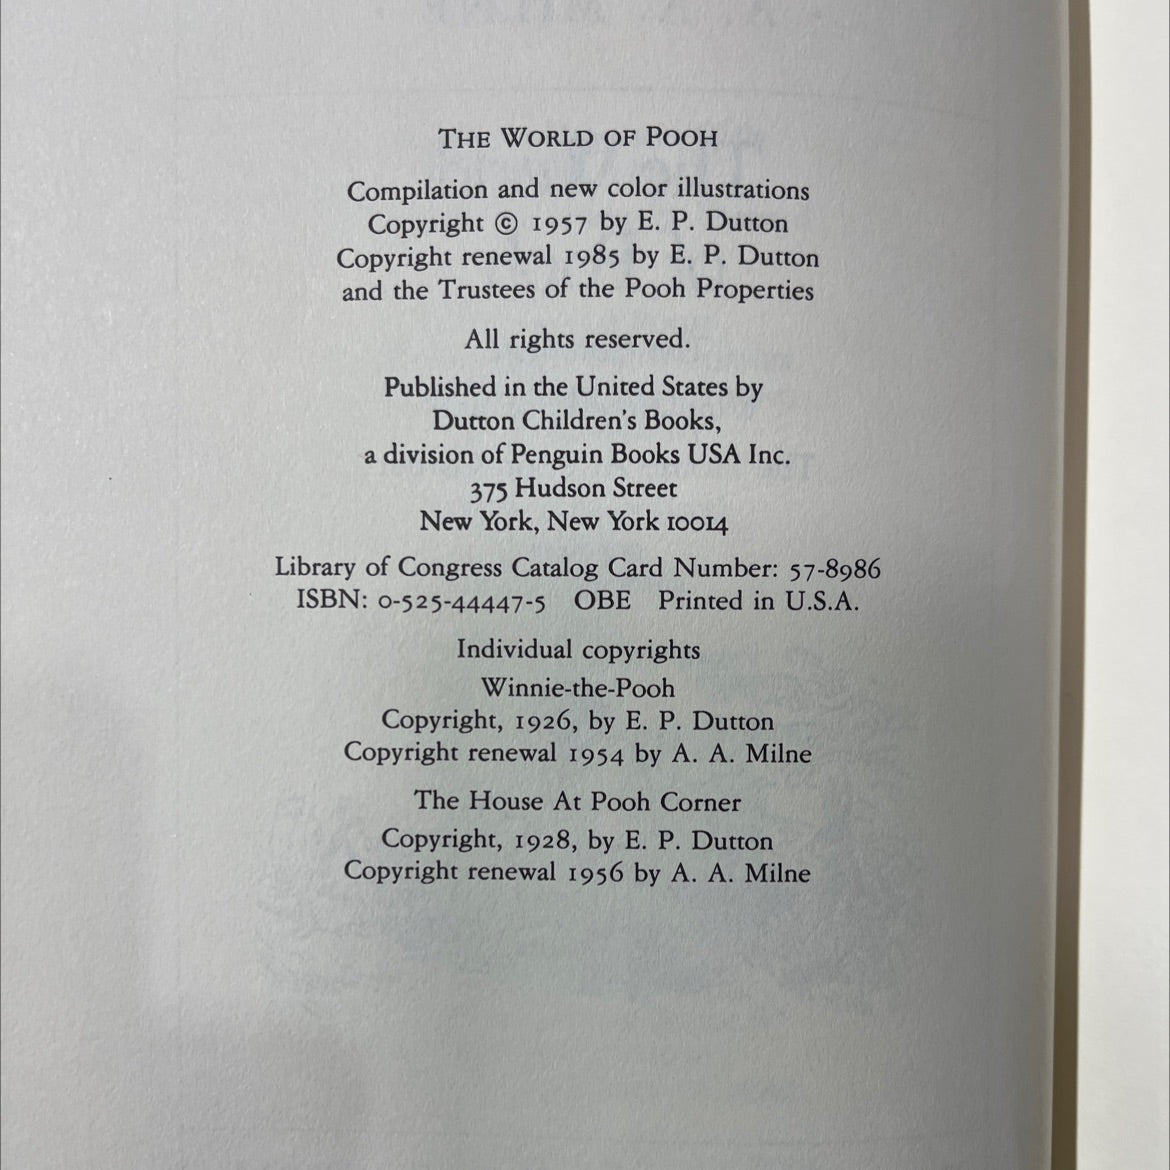 THE WORLD OF POOH
Compilation and new color illustrations
Copyright © 1957 by E. P. Dutton
Copyright renewal 1985 by E. P. Dutton
and the Trustees of the Pooh Properties
All rights reserved.
Published in the United States by
Dutton Children's Books,
a division of Penguin Books USA Inc.
375 Hudson Street
New York, New York 10014
Library of Congress Catalog Card Number: 57-8986
ISBN: 0-525-44447-5 OBE Printed in U.S.A.
Individual copyrights
Winnie-the-Pooh
Copyright, 1926, by E. P. Dutton
Copyright renewal 1954 by A. A. Milne
The House At Pooh Corner
Copyright, 1928, by E. P. Dutton
Copyright renewal 1956 by A. A. Milne